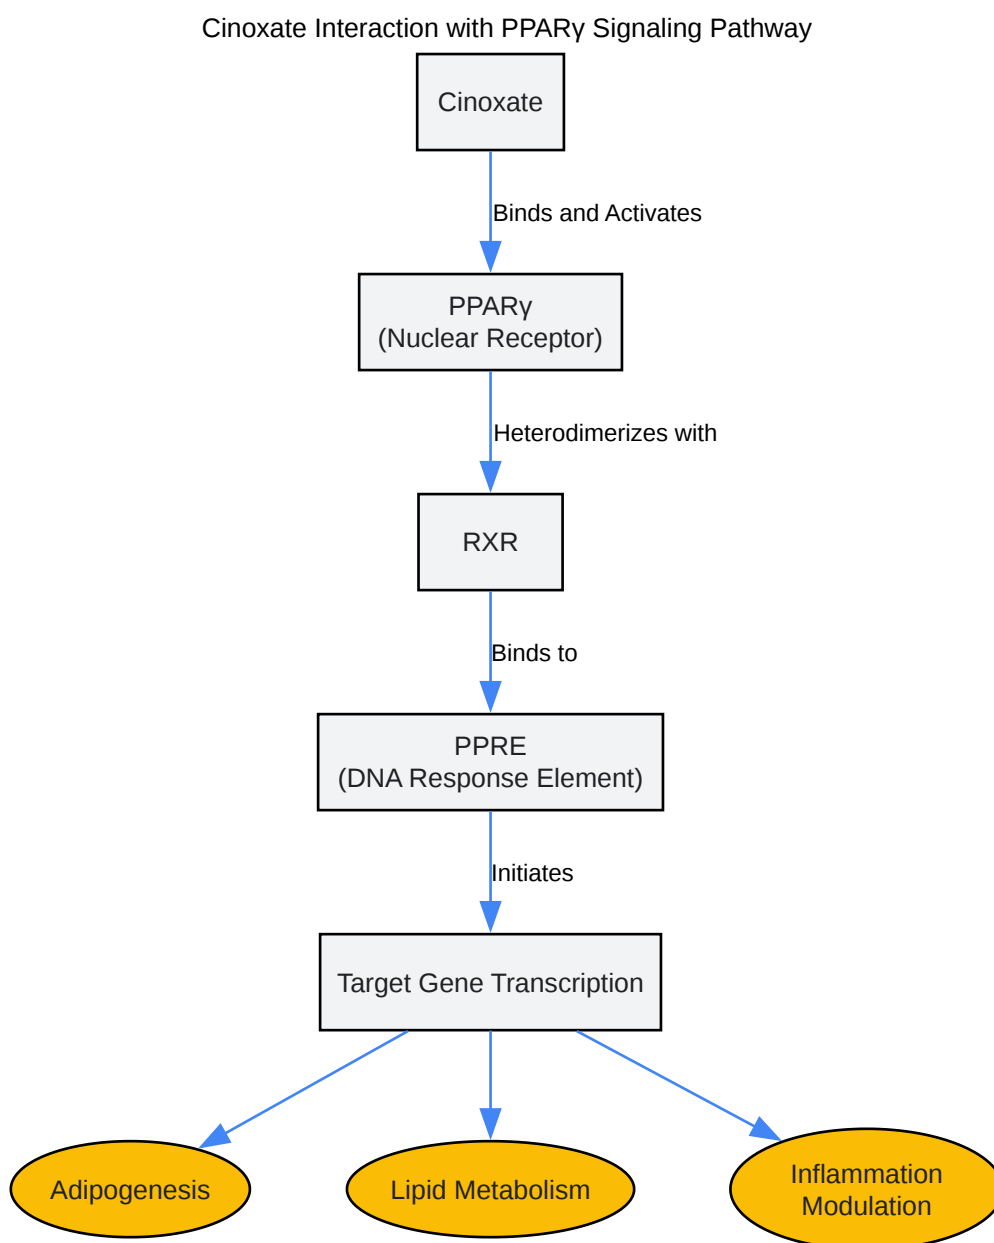 Cinoxate Interaction with PPARγ Signaling Pathway
Cinoxate
Binds and Activates
PPARγ
(Nuclear Receptor)
Heterodimerizes with
RXR
Binds to
PPRE
(DNA Response Element)
Initiates
Target Gene Transcription
Adipogenesis
Lipid Metabolism
Inflammation
Modulation